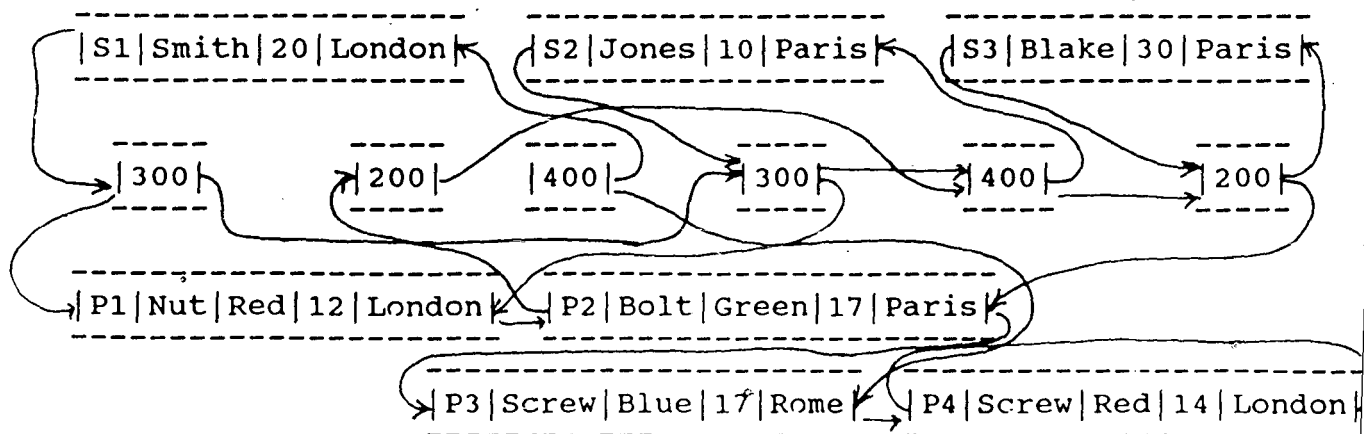 |S1|Smith|20|London| |S2|Jones|10|Paris| |S3|Blake|30|Paris|
|300| |200| |400| |300| |400| |200|
|P1|Nut|Red|12|London| |P2|Bolt|Green|17|Paris|
|P3|Screw|Blue|17|Rome| |P4|Screw|Red|14|London|